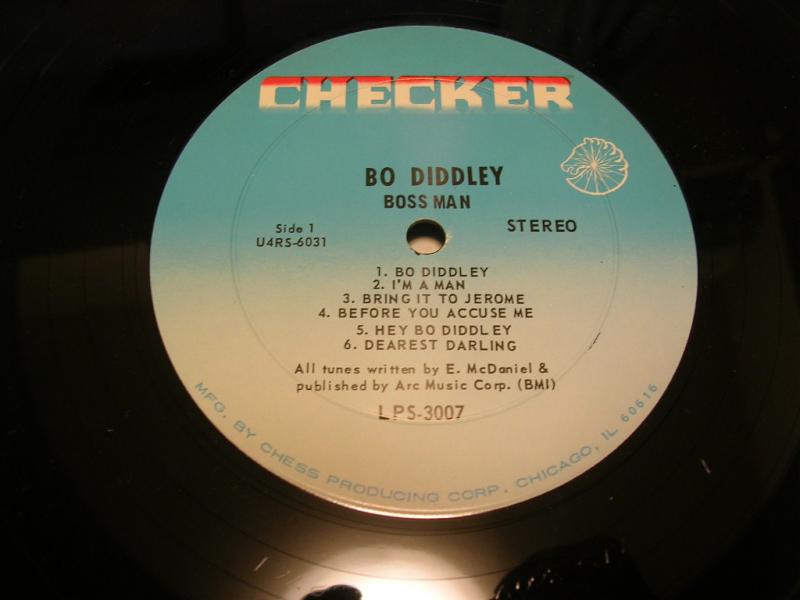 CHECKER
BO DIDDLEY
BOSS MAN
Side 1
U4RS-6031
STEREO
1. BO DIDDLEY
2. I'M A MAN
3. BRING IT TO JEROME
4. BEFORE YOU ACCUSE ME
5. HEY BO DIDDLEY
6. DEAREST DARLING
All tunes written by E. McDaniel &
published by Arc Music Corp. (BMI)
LPS-3007
MFG. BY CHESS PRODUCING CORP. CHICAGO, IL 60616